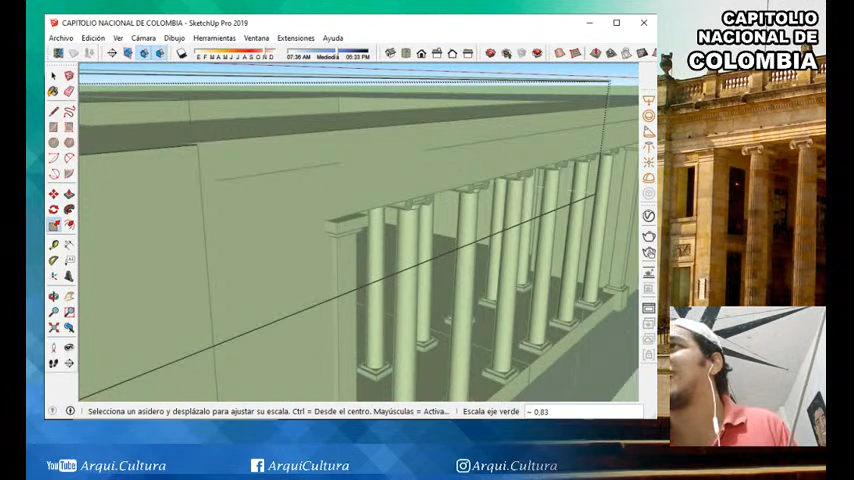 CAPITOLIO NACIONAL DE COLOMBIA - SketchUp Pro 2019
Archivo Edición Ver Cámara Dibujo Herramientas Ventana Extensiones Ayuda
E F M A M J J A S O N D 07:36 AM Mediodía 05:33 PM
CAPITOLIO
NACIONAL DE
COLOMBIA
Selecciona un asidero y desplázalo para ajustar su escala. Ctrl = Desde el centro. Mayúsculas = Activa... Escala eje verde ~ 0,83
YouTube Arqui.Cultura
ArquiCultura
Arqui.Cultura